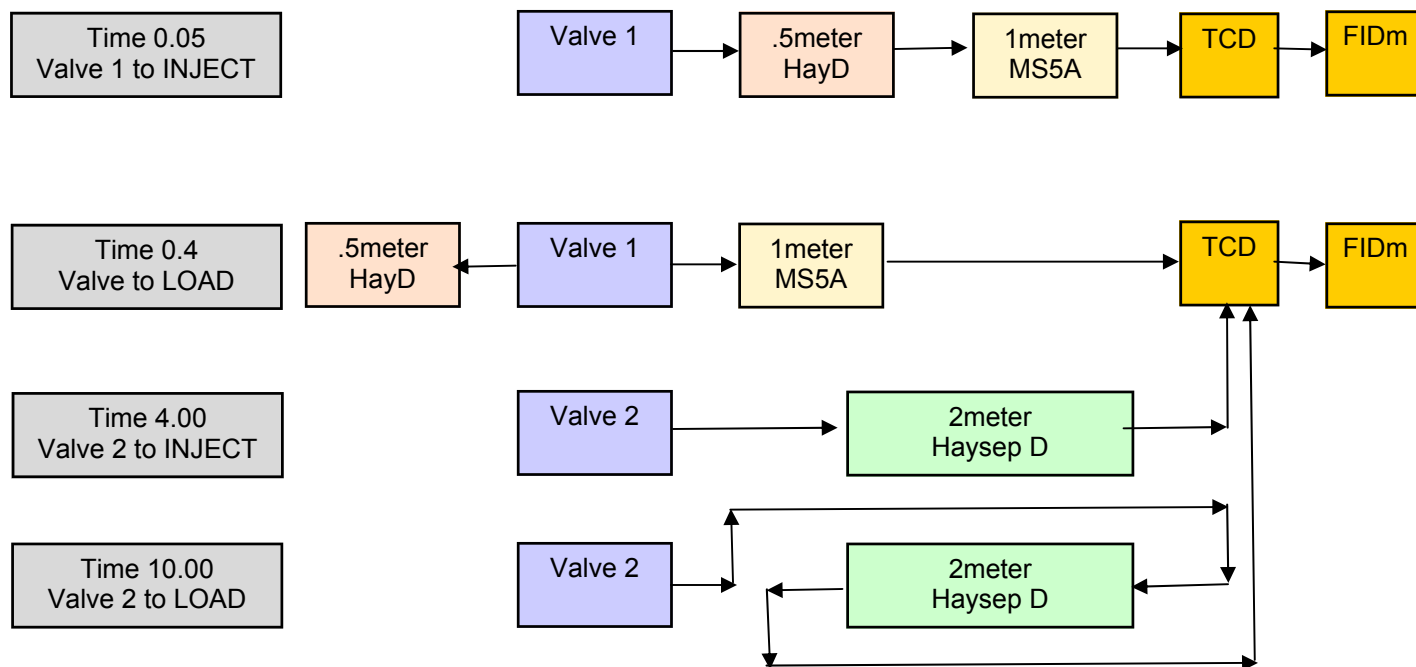 Time 0.05
Valve 1 to INJECT
Valve 1
.5meter
HayD
1meter
MS5A
TCD
FIDm
Time 0.4
Valve to LOAD
.5meter
HayD
Valve 1
1meter
MS5A
TCD
FIDm
Time 4.00
Valve 2 to INJECT
Valve 2
2meter
Haysep D
Time 10.00
Valve 2 to LOAD
Valve 2
2meter
Haysep D